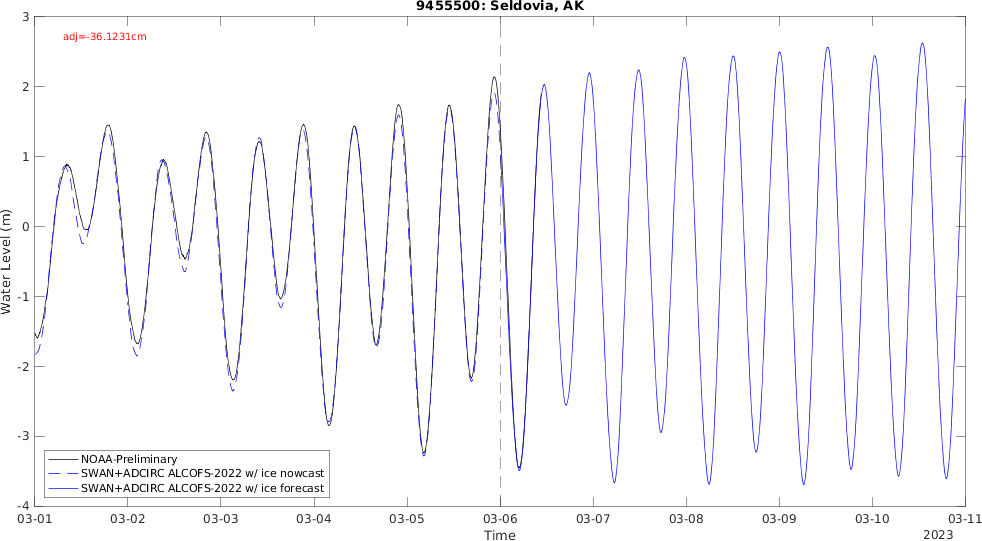 9455500: Seldovia, AK
adj=-36.1231cm
Water Level (m)
3
2
1
0
-1
-2
-3
-4
NOAA-Preliminary
SWAN+ADCIRC ALCOFS-2022 w/ ice nowcast
SWAN+ADCIRC ALCOFS-2022 w/ ice forecast
03-01 03-02 03-03 03-04 03-05 03-06 03-07 03-08 03-09 03-10 03-11
Time
2023